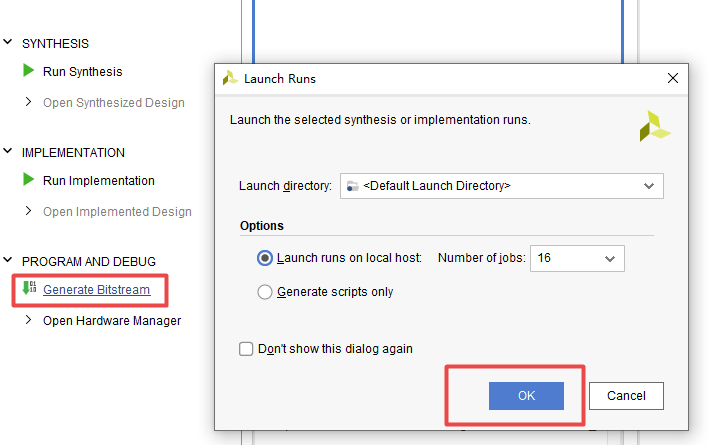 SYNTHESIS
Run Synthesis
Open Synthesized Design
IMPLEMENTATION
Run Implementation
Open Implemented Design
PROGRAM AND DEBUG
Generate Bitstream
Open Hardware Manager
Launch Runs
Launch the selected synthesis or implementation runs.
Launch directory: <Default Launch Directory>
Options
Launch runs on local host: Number of jobs: 16
Generate scripts only
Don't show this dialog again
OK Cancel